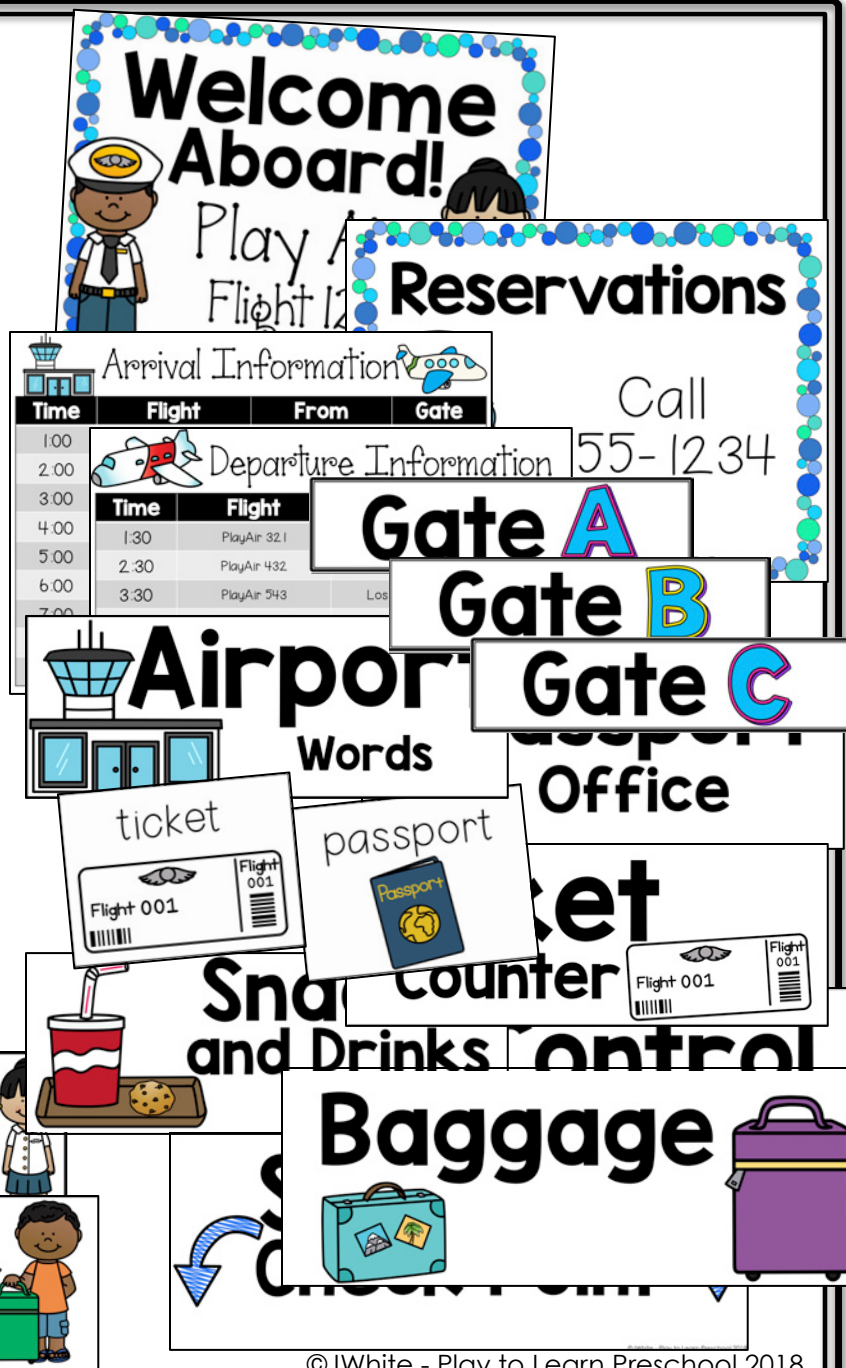 Welcome
Aboard!
Play
Flight
Reservations
Call
55-1234
Arrival Information
Time Flight From Gate
1:00
2:00
3:00
4:00
5:00
6:00
7:00
Departure Information
Time Flight
1:30 PlayAir 321
2:30 PlayAir 432
3:30 PlayAir 543 Los
Gate A
Gate B
Gate C
Airport
Words
Office
ticket
Flight 001
Flight
001
passport
Passport
Counter
Flight 001
Flight
001
and Drinks
Baggage
© JWhite - Play to Learn Preschool 2018